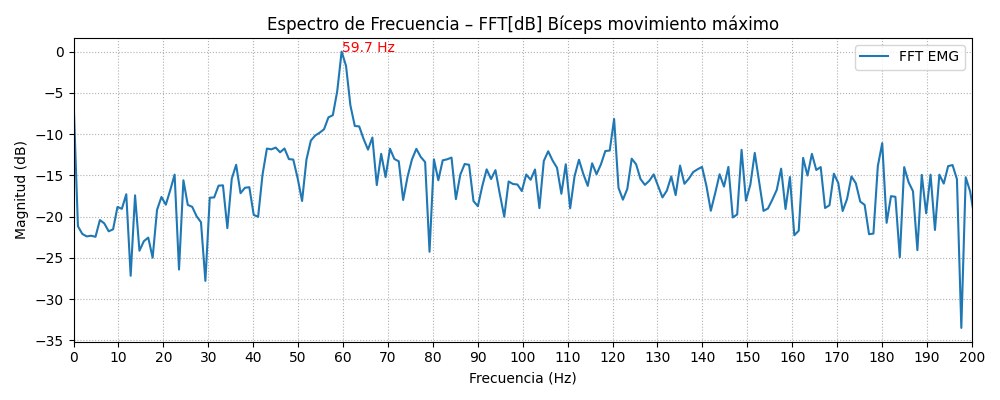 Espectro de Frecuencia – FFT[dB] Bíceps movimiento máximo
59.7 Hz
FFT EMG
Magnitud (dB)
0
−5
−10
−15
−20
−25
−30
−35
0 10 20 30 40 50 60 70 80 90 100 110 120 130 140 150 160 170 180 190 200
Frecuencia (Hz)